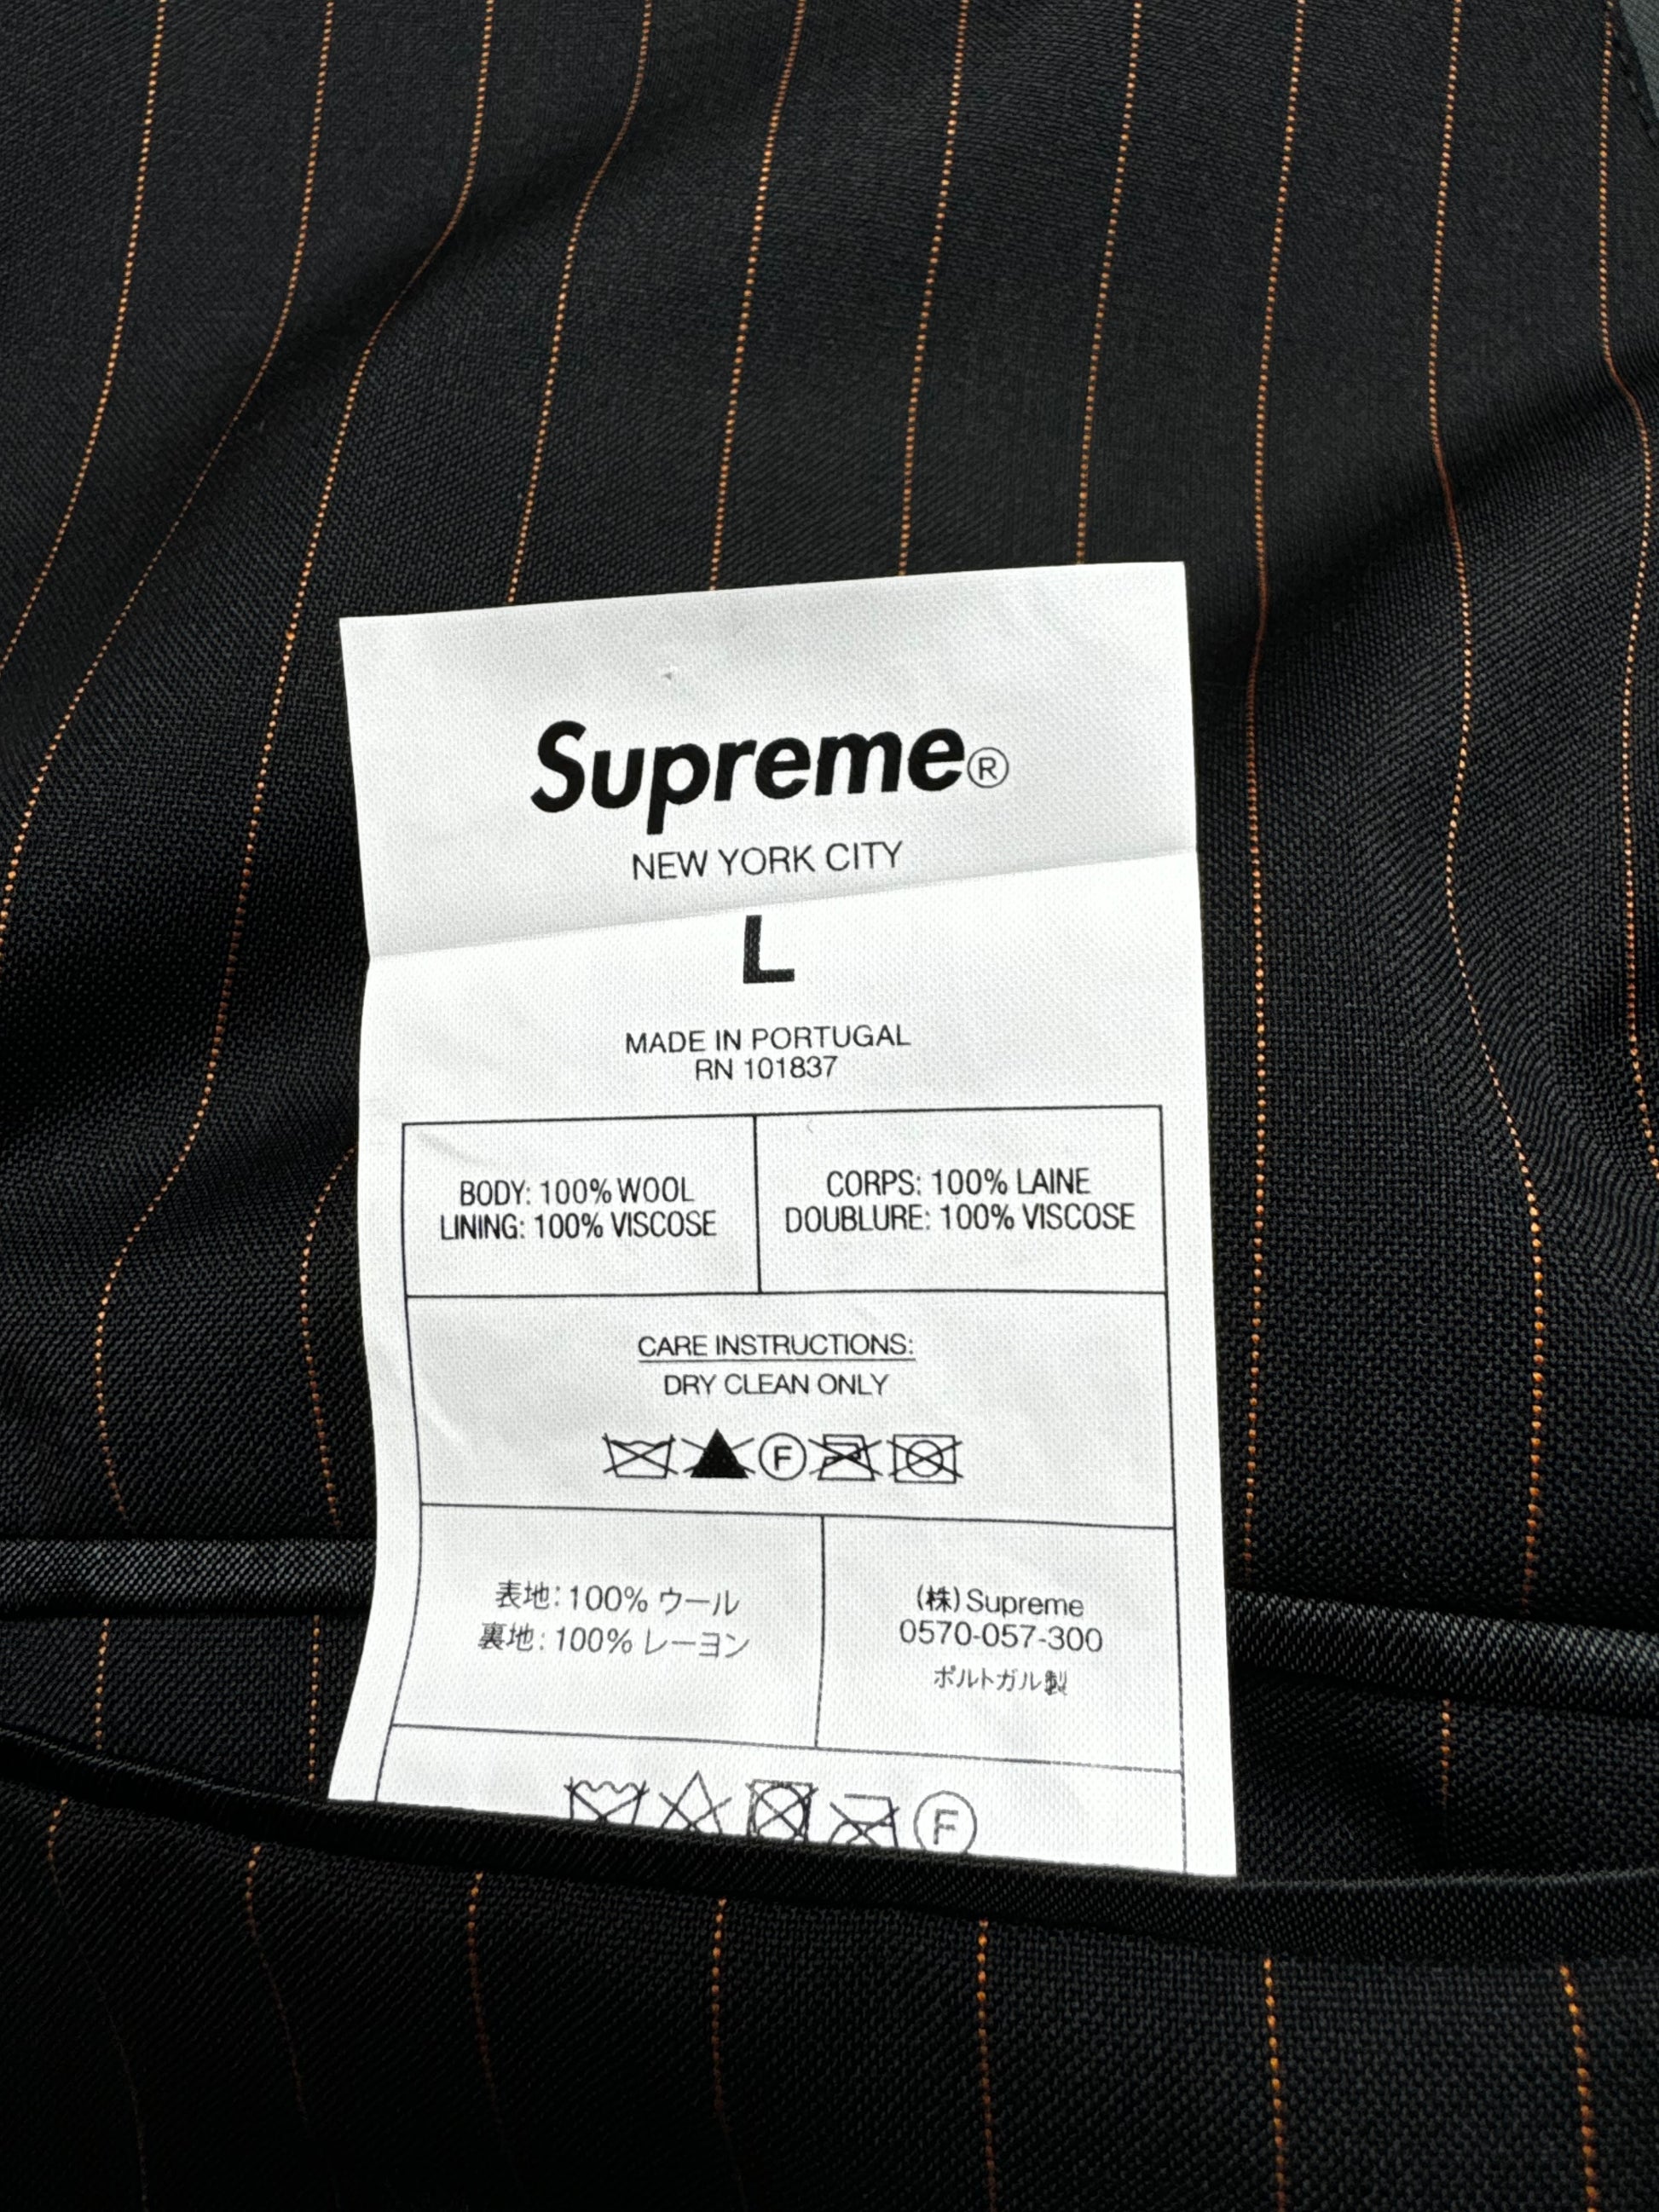 Supreme®
NEW YORK CITY
L
MADE IN PORTUGAL
RN 101837
BODY: 100% WOOL
LINING: 100% VISCOSE
CORPS: 100% LAINE
DOUBLURE: 100% VISCOSE
CARE INSTRUCTIONS:
DRY CLEAN ONLY
F
表地: 100% ウール
裏地: 100% レーヨン
(株) Supreme
0570-057-300
ポルトガル製
F